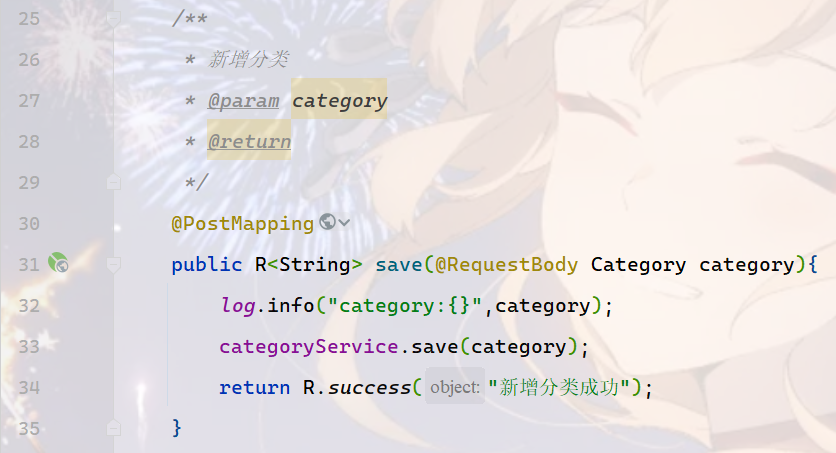 25 /**
26 * 新增分类
27 * @param category
28 * @return
29 */
30 @PostMapping
31 public R<String> save(@RequestBody Category category){
32 log.info("category:{}",category);
33 categoryService.save(category);
34 return R.success( object: "新增分类成功");
35 }